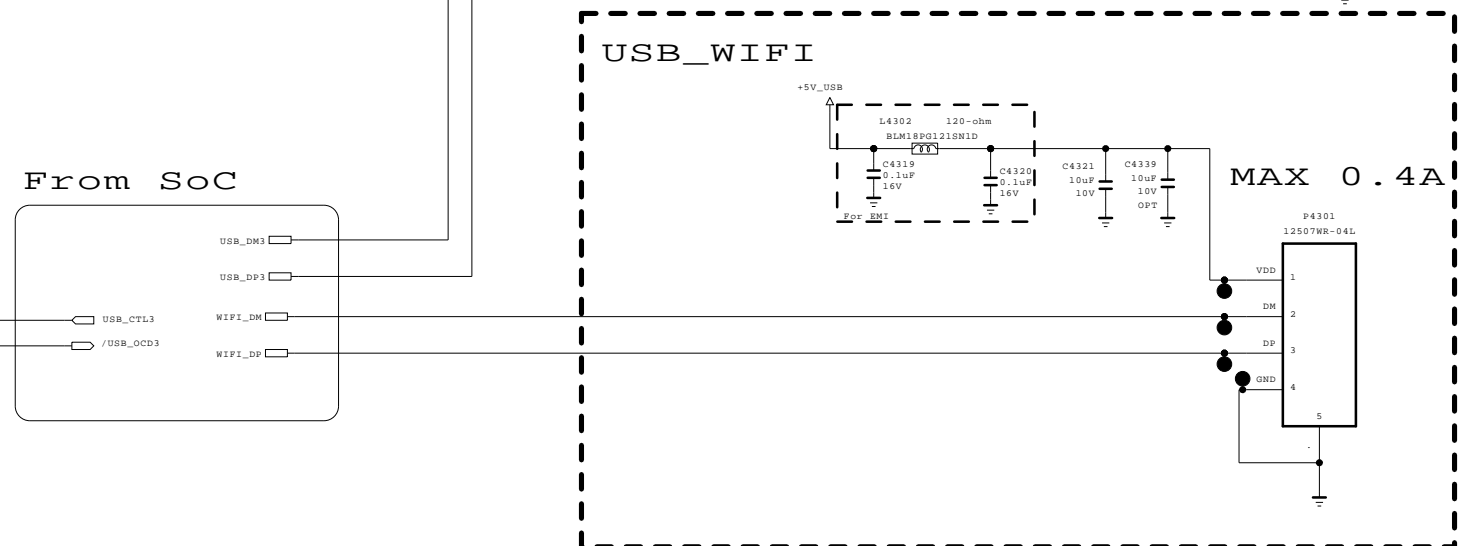 USB_WIFI
+5V_USB
L4302 120-ohm
BLM18PG121SN1D
C4319
0.1uF
16V
C4320
0.1uF
16V
C4321
10uF
10V
C4339
10uF
10V
OPT
For EMI
MAX 0.4A
P4301
12507WR-04L
From SoC
USB_DM3
USB_DP3
USB_CTL3
WIFI_DM
/USB_OCD3
WIFI_DP
VDD 1
DM 2
DP 3
GND 4
5